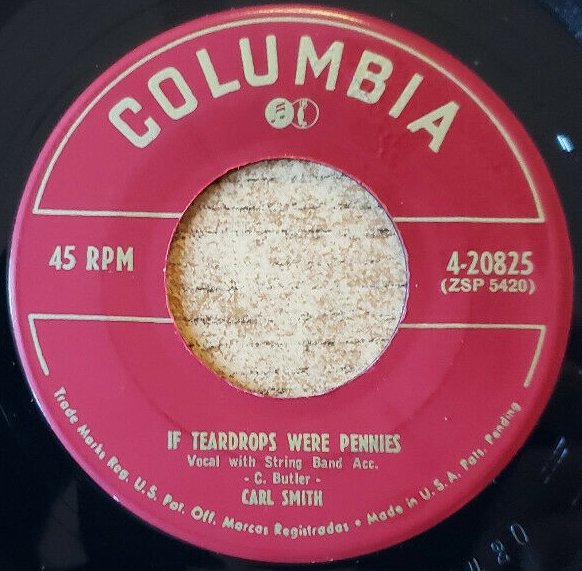 COLUMBIA
45 RPM
4-20825
(ZSP 5420)
IF TEARDROPS WERE PENNIES
Vocal with String Band Acc.
- C. Butler -
CARL SMITH
Trade Marks Reg. U.S. Pat. Off. Marcas Registradas • Made in U.S.A. Pats. Pending
20